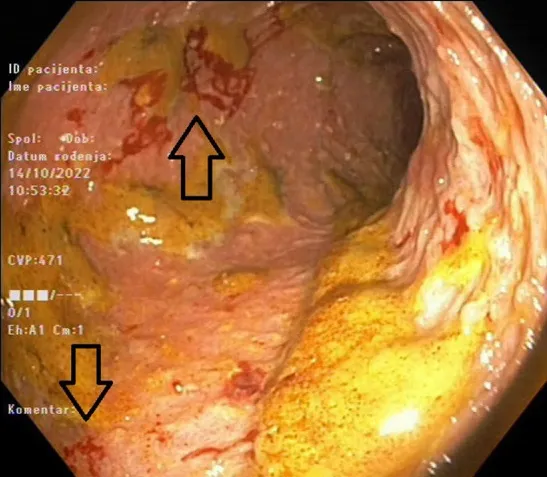 ID pacijenta:
Ime pacijenta:
Spol: Dob:
Datum rođenja:
14/10/2022
10:53:32
CVP:471
■■■/---
0/1
Eh:A1 Cm:1
Komentar: